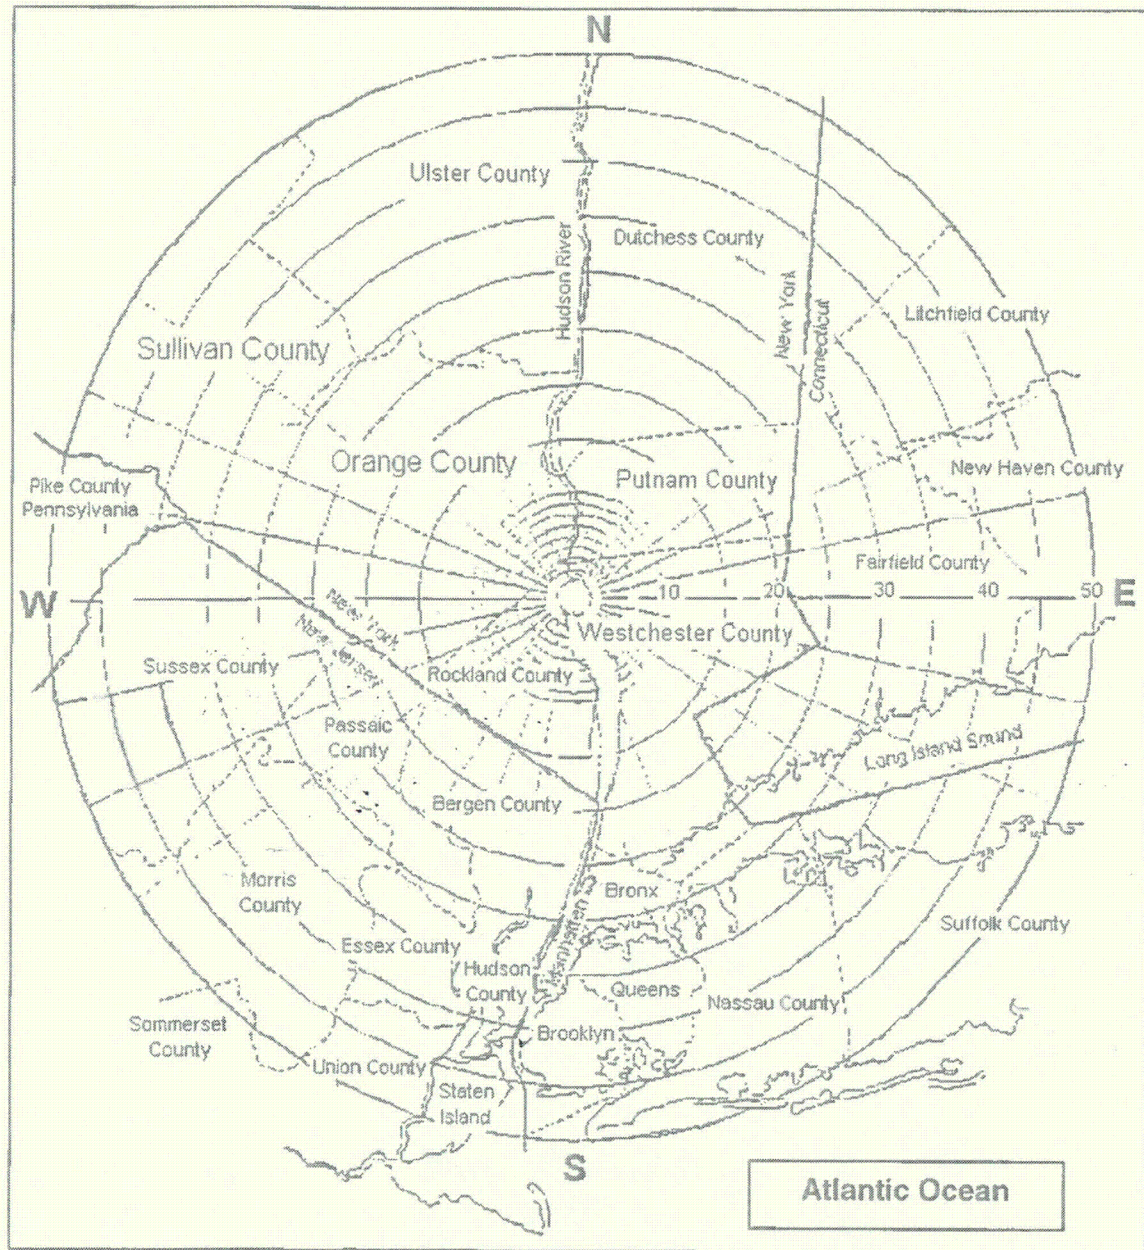 N
Ulster County
Hudson River
Dutchess County
New York
Connecticut
Litchfield County
Sullivan County
Orange County
Putnam County
New Haven County
Pike County
Pennsylvania
Fairfield County
W
10
20
30
40
50
E
New York
New Jersey
Westchester County
Sussex County
Rockland County
Passaic
County
Long Island Sound
Bergen County
Morris
County
Bronx
Manhatten
Essex County
Suffolk County
Hudson
County
Queens
Nassau County
Sommerset
County
Brooklyn
Union County
Staten
Island
S
Atlantic Ocean